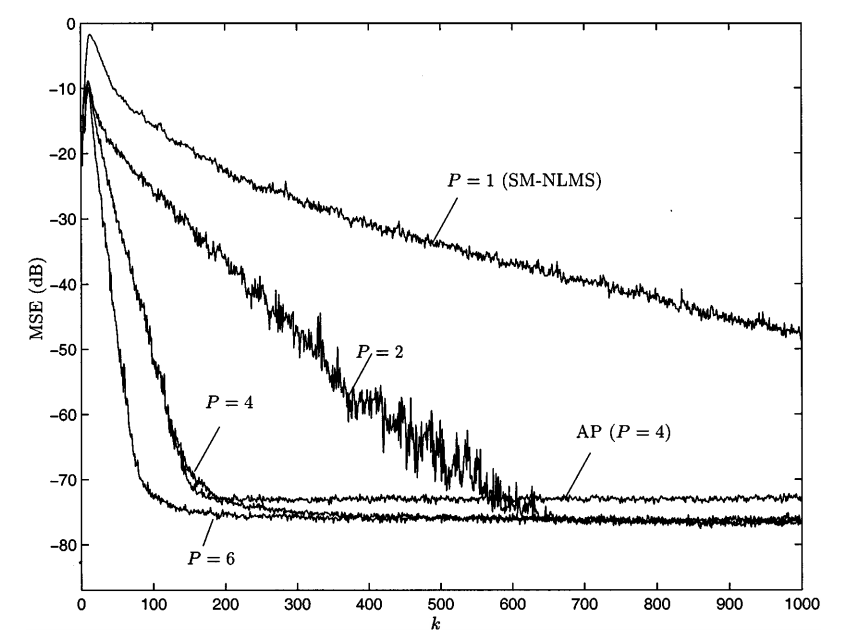 0
−10
−20
−30
−40
−50
−60
−70
−80
MSE (dB)
P = 1 (SM-NLMS)
P = 2
P = 4
AP (P = 4)
P = 6
0 100 200 300 400 500 600 700 800 900 1000
k